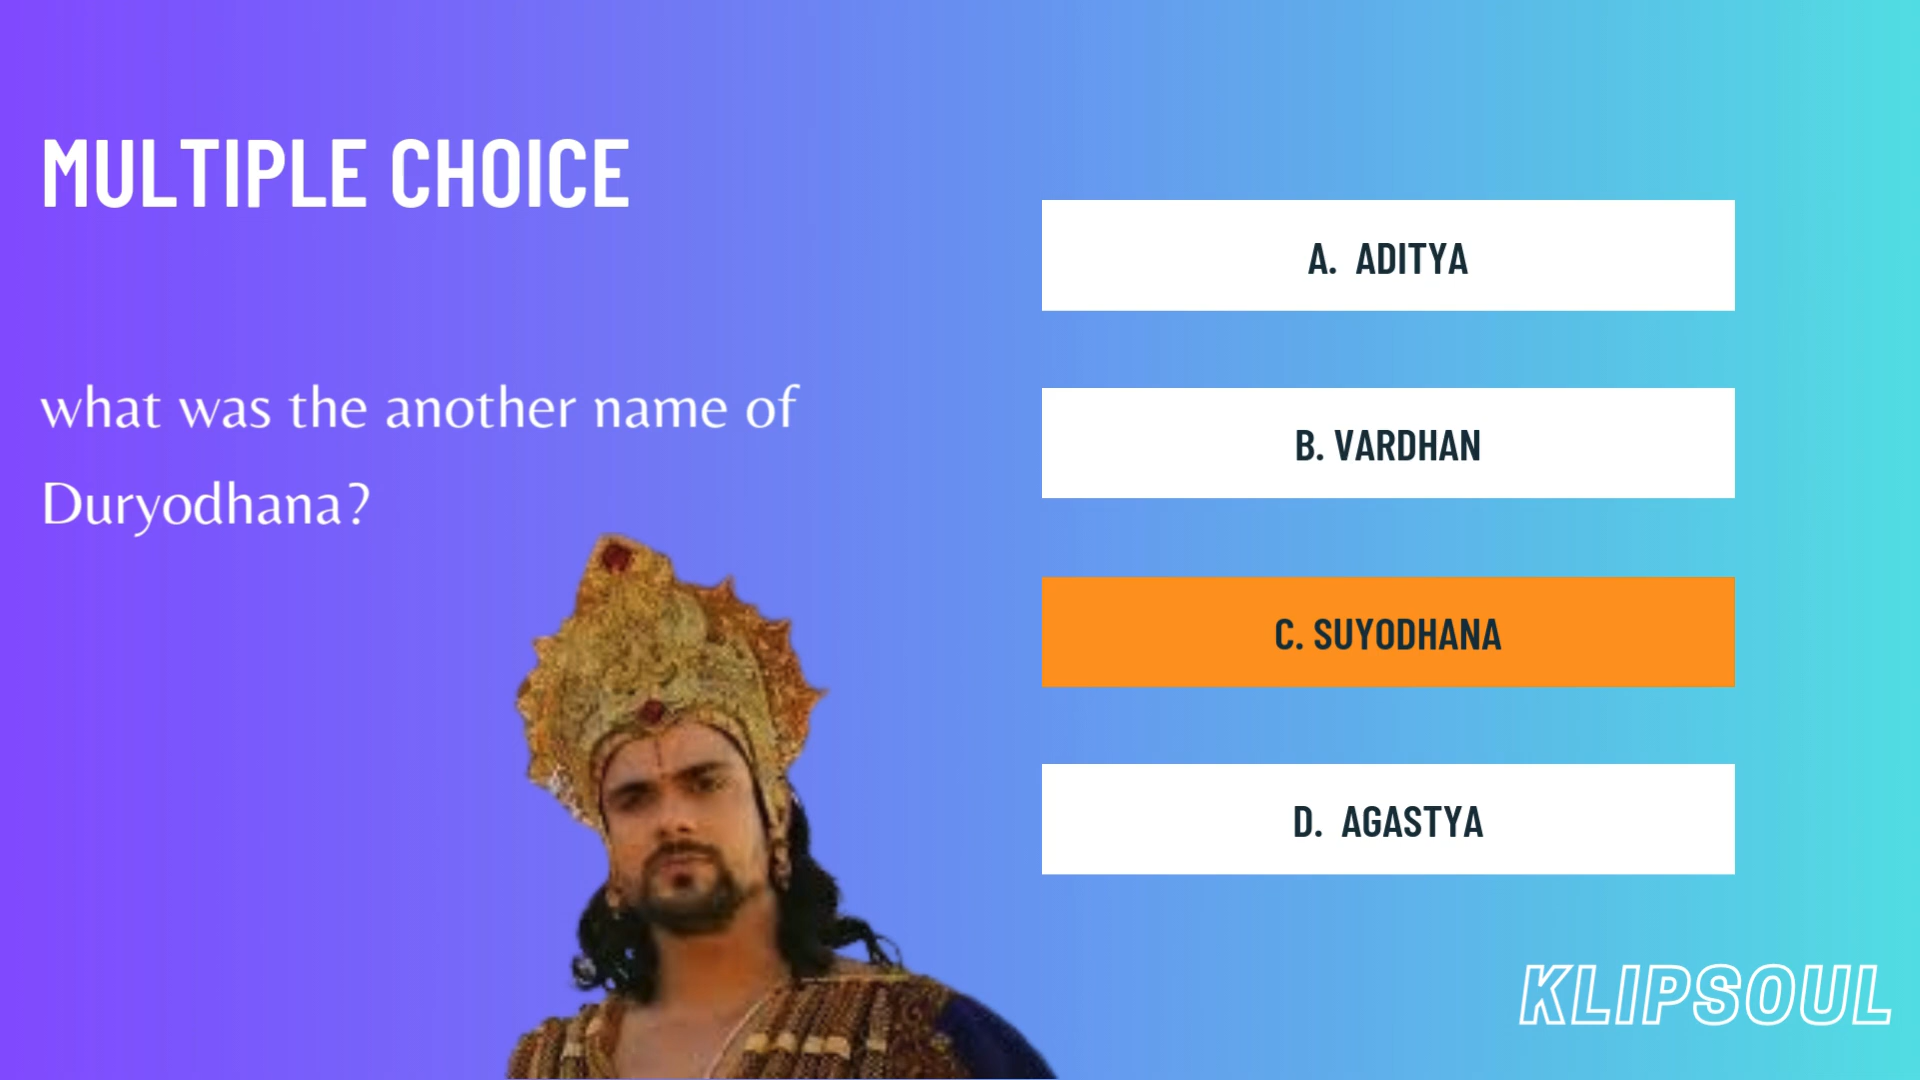 MULTIPLE CHOICE
what was the another name of
Duryodhana?
A. ADITYA
B. VARDHAN
C. SUYODHANA
D. AGASTYA
KLIPSOUL